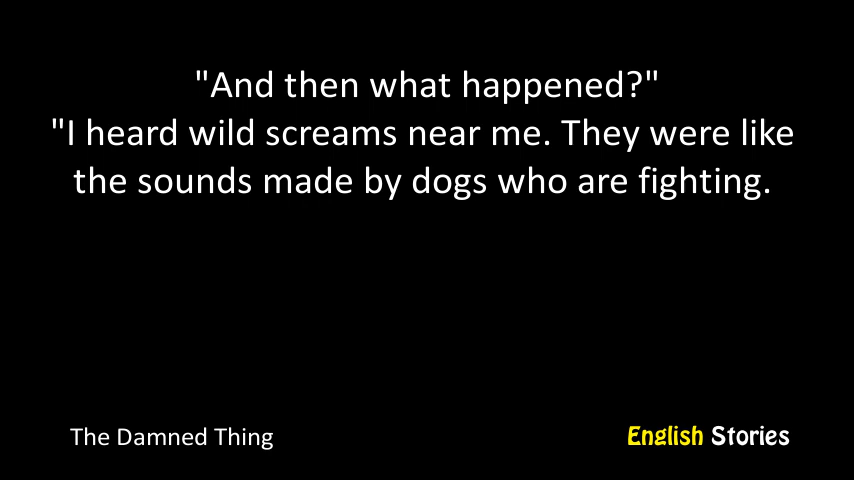 "And then what happened?"
"I heard wild screams near me. They were like
the sounds made by dogs who are fighting.
The Damned Thing
English Stories